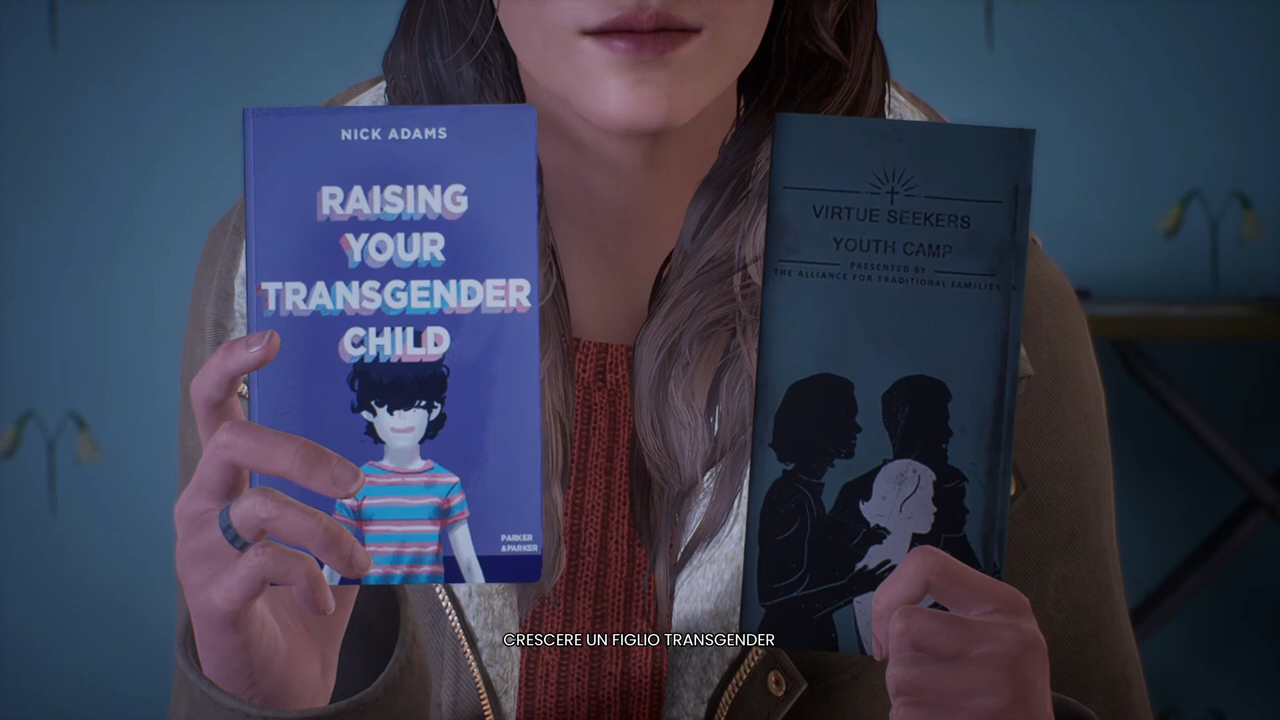 NICK ADAMS
RAISING
YOUR
TRANSGENDER
CHILD
PARKER
&PARKER
VIRTUE SEEKERS
YOUTH CAMP
PRESENTED BY
THE ALLIANCE FOR TRADITIONAL FAMILIES
CRESCERE UN FIGLIO TRANSGENDER